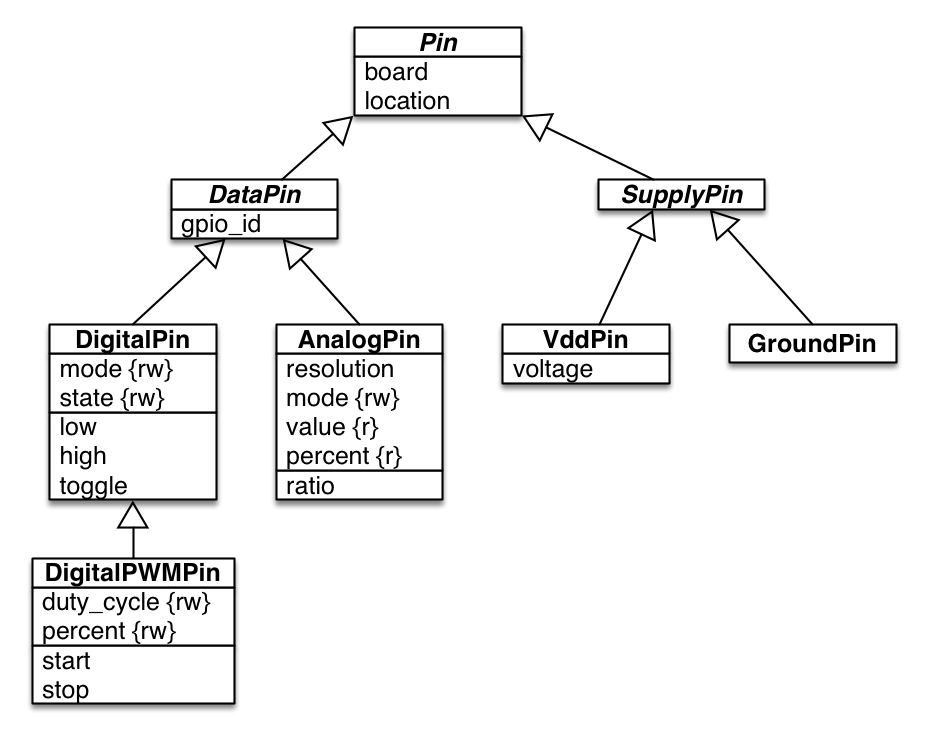 Pin
board
location
DataPin
gpio_id
SupplyPin
DigitalPin
mode {rw}
state {rw}
low
high
toggle
AnalogPin
resolution
mode {rw}
value {r}
percent {r}
ratio
VddPin
voltage
GroundPin
DigitalPWMPin
duty_cycle {rw}
percent {rw}
start
stop